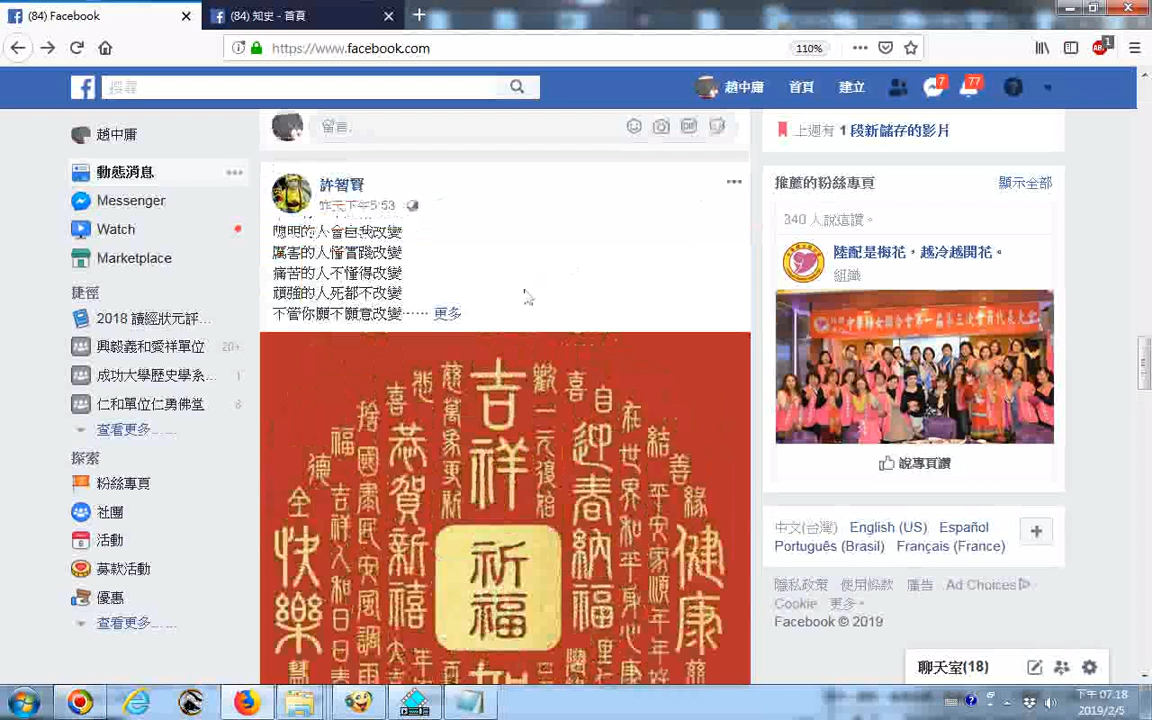 (84) Facebook
(84) 知史 - 首頁
https://www.facebook.com
110%
搜尋
趙中庸
首頁
建立
7
77
趙中庸
動態消息
Messenger
Watch
Marketplace
捷徑
2018 讀經狀元評...
興毅義和愛祥單位 20+
成功大學歷史學系... 1
仁和單位仁勇佛堂 6
查看更多......
探索
粉絲專頁
社團
活動
募款活動
優惠
查看更多......
留言.
許智賢
昨天下午5:53
聰明的人會自我改變
厲害的人懂實踐改變
痛苦的人不懂得改變
頑強的人死都不改變
不管你願不願意改變…… 更多
吉祥
恭賀新禧
迎春納福
快樂
健康
祈福
上週有 1 段新儲存的影片
推薦的粉絲專頁
顯示全部
340 人說這讚。
陸配是梅花，越冷越開花。
組織
說專頁讚
中文(台灣) English (US) Español
Português (Brasil) Français (France)
隱私政策 使用條款 廣告 Ad Choices
Cookie 更多
Facebook © 2019
聊天室(18)
下午 07:18
2019/2/5